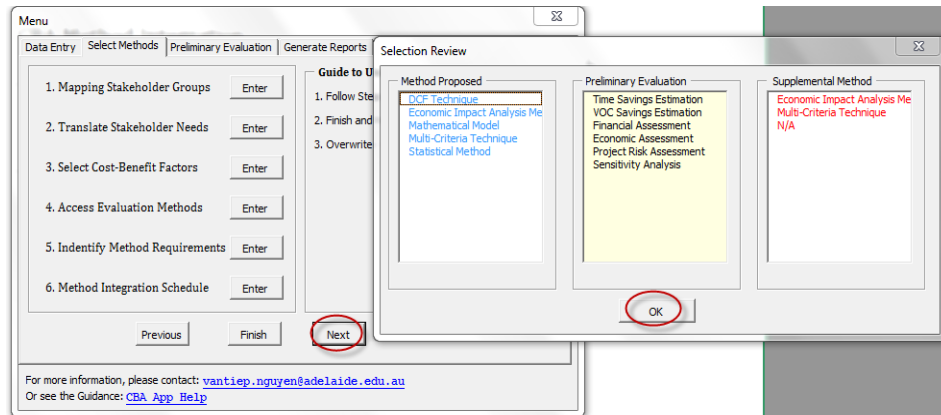 Menu
Data Entry
Select Methods
Preliminary Evaluation
Generate Reports
1. Mapping Stakeholder Groups
Enter
2. Translate Stakeholder Needs
Enter
3. Select Cost-Benefit Factors
Enter
4. Access Evaluation Methods
Enter
5. Indentify Method Requirements
Enter
6. Method Integration Schedule
Enter
Guide to U
1. Follow Ste
2. Finish and
3. Overwrite
Previous
Finish
Next
For more information, please contact: vantiep.nguyen@adelaide.edu.au
Or see the Guidance: CBA App Help
Selection Review
Method Proposed
DCF Technique
Economic Impact Analysis Me
Mathematical Model
Multi-Criteria Technique
Statistical Method
Preliminary Evaluation
Time Savings Estimation
VOC Savings Estimation
Financial Assessment
Economic Assessment
Project Risk Assessment
Sensitivity Analysis
Supplemental Method
Economic Impact Analysis Me
Multi-Criteria Technique
N/A
OK